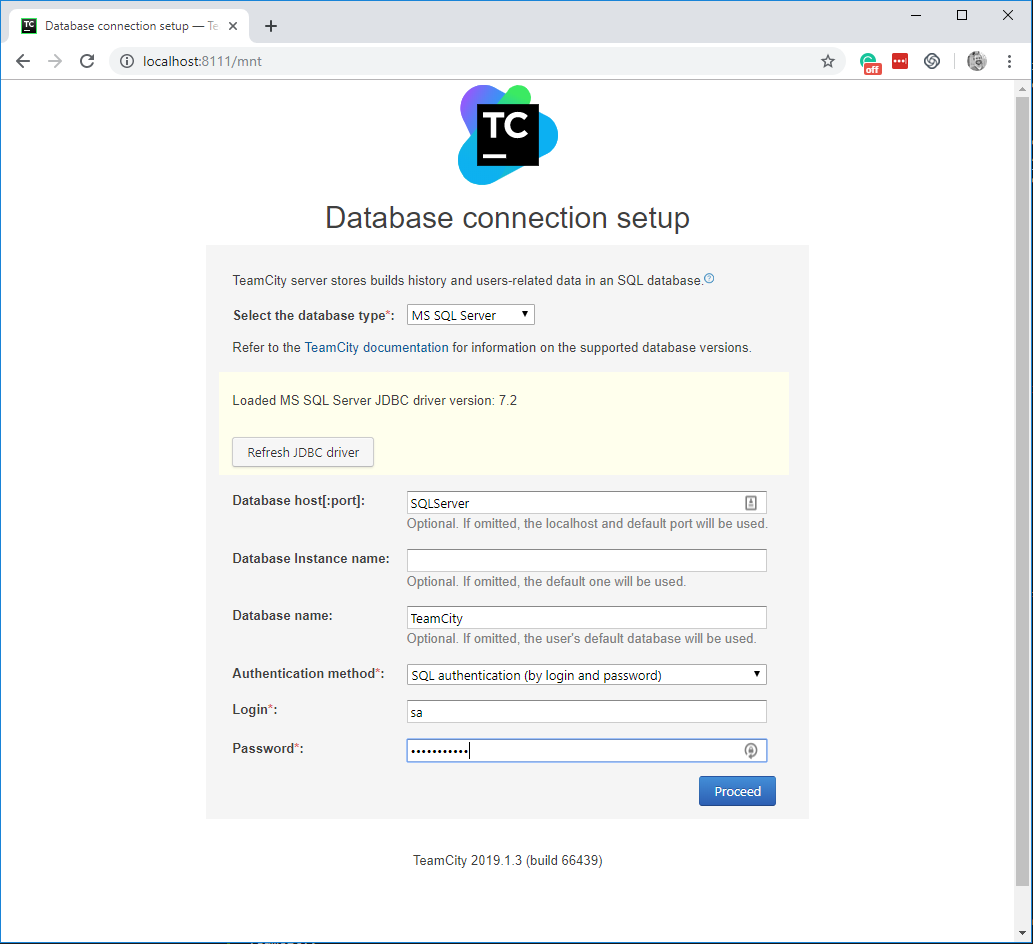 Database connection setup — Te
localhost:8111/mnt
off
TC
Database connection setup
TeamCity server stores builds history and users-related data in an SQL database.?
Select the database type*: MS SQL Server
Refer to the TeamCity documentation for information on the supported database versions.
Loaded MS SQL Server JDBC driver version: 7.2
Refresh JDBC driver
Database host[:port]: SQLServer
Optional. If omitted, the localhost and default port will be used.
Database Instance name:
Optional. If omitted, the default one will be used.
Database name: TeamCity
Optional. If omitted, the user's default database will be used.
Authentication method*: SQL authentication (by login and password)
Login*: sa
Password*: •••••••••••
Proceed
TeamCity 2019.1.3 (build 66439)